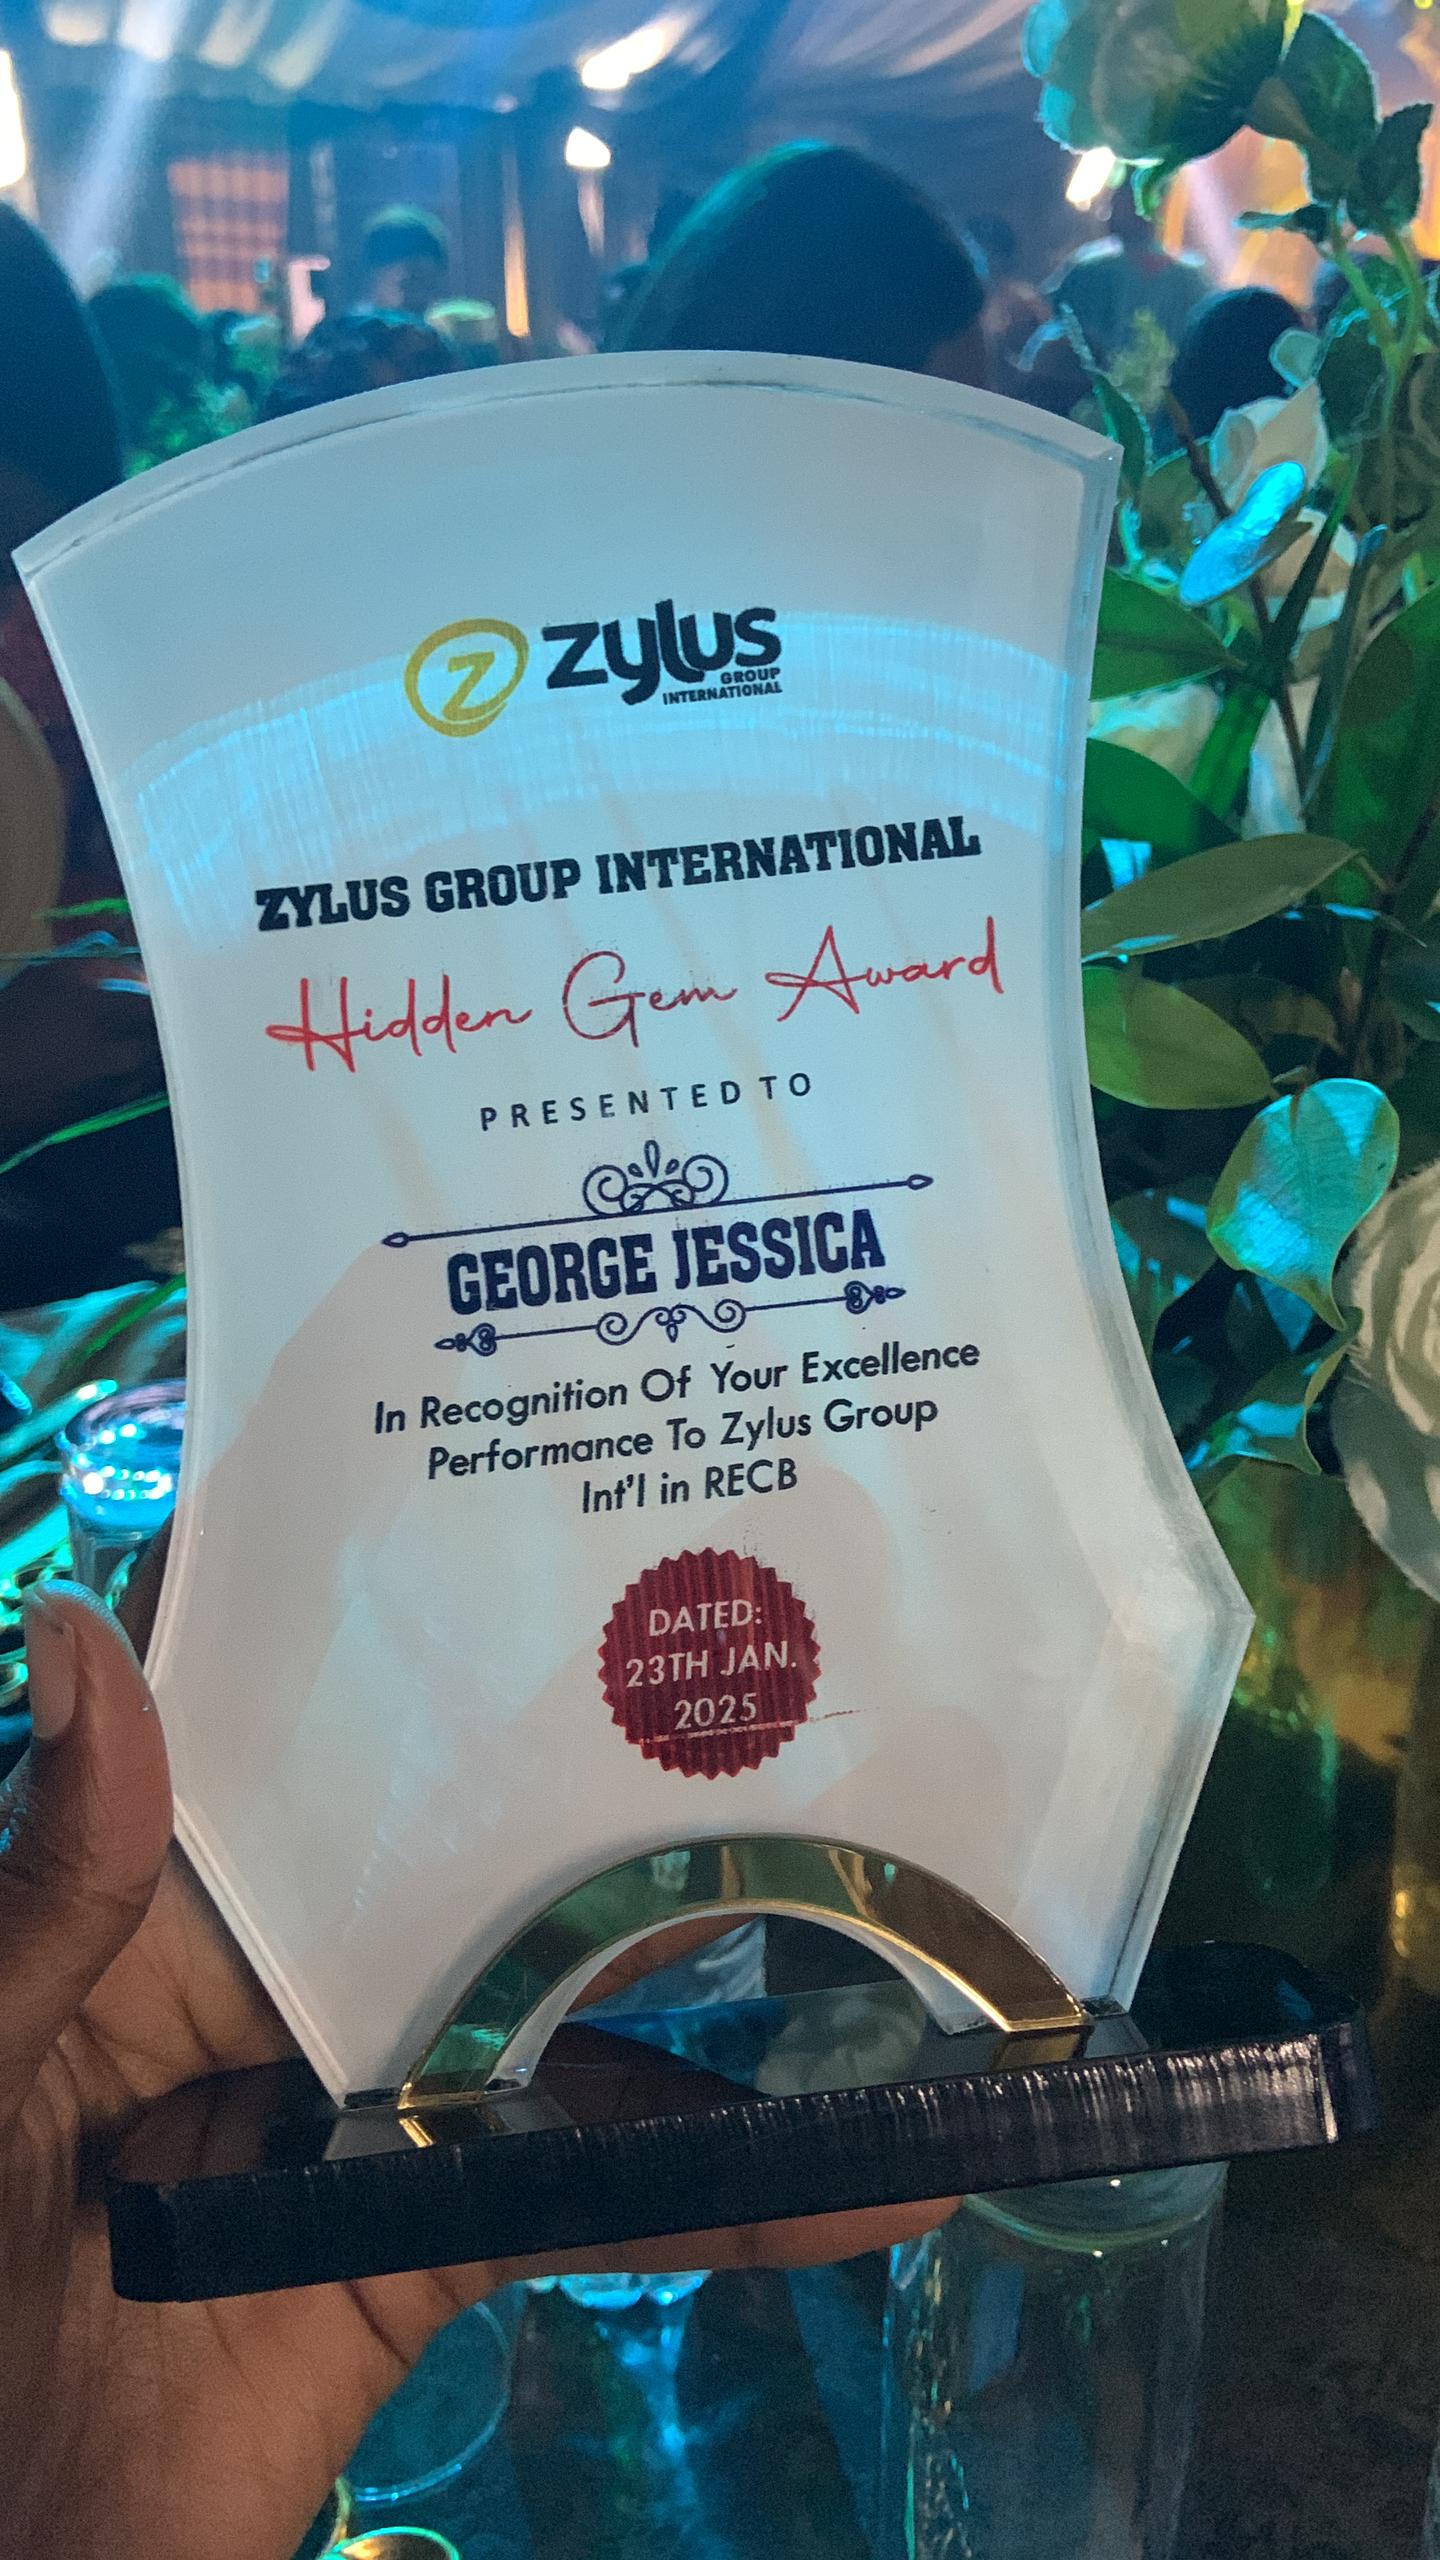 Z zylus
GROUP
INTERNATIONAL
ZYLUS GROUP INTERNATIONAL
Hidden Gem Award
PRESENTED TO
GEORGE JESSICA
In Recognition Of Your Excellence
Performance To Zylus Group
Int'l in RECB
DATED:
23TH JAN.
2025